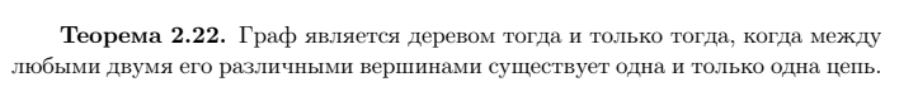 Теорема 2.22. Граф является деревом тогда и только тогда, когда между
любыми двумя его различными вершинами существует одна и только одна цепь.